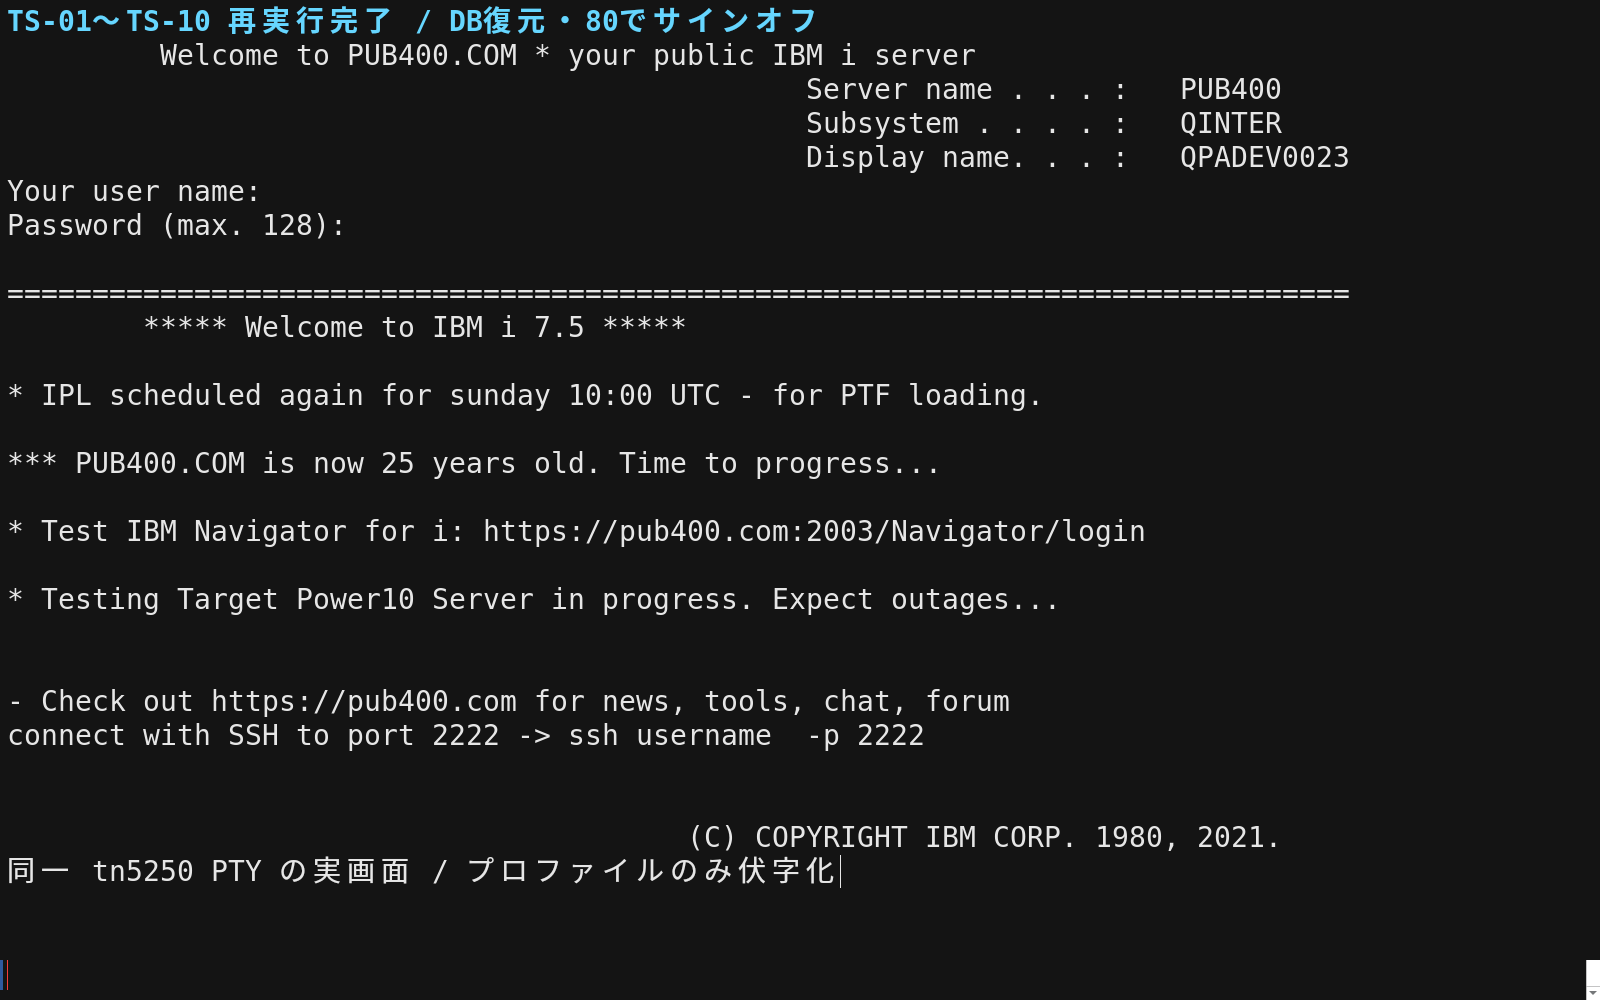 TS-01〜TS-10 再実行完了 / DB復元・80でサインオフ
Welcome to PUB400.COM * your public IBM i server
Server name . . . :   PUB400
Subsystem . . . . :   QINTER
Display name. . . :   QPADEV0023
Your user name:
Password (max. 128):
===============================================================================
***** Welcome to IBM i 7.5 *****
* IPL scheduled again for sunday 10:00 UTC - for PTF loading.
*** PUB400.COM is now 25 years old. Time to progress...
* Test IBM Navigator for i: https://pub400.com:2003/Navigator/login
* Testing Target Power10 Server in progress. Expect outages...
- Check out https://pub400.com for news, tools, chat, forum
connect with SSH to port 2222 -> ssh username  -p 2222
(C) COPYRIGHT IBM CORP. 1980, 2021.
同一 tn5250 PTY の実画面 / プロファイルのみ伏字化